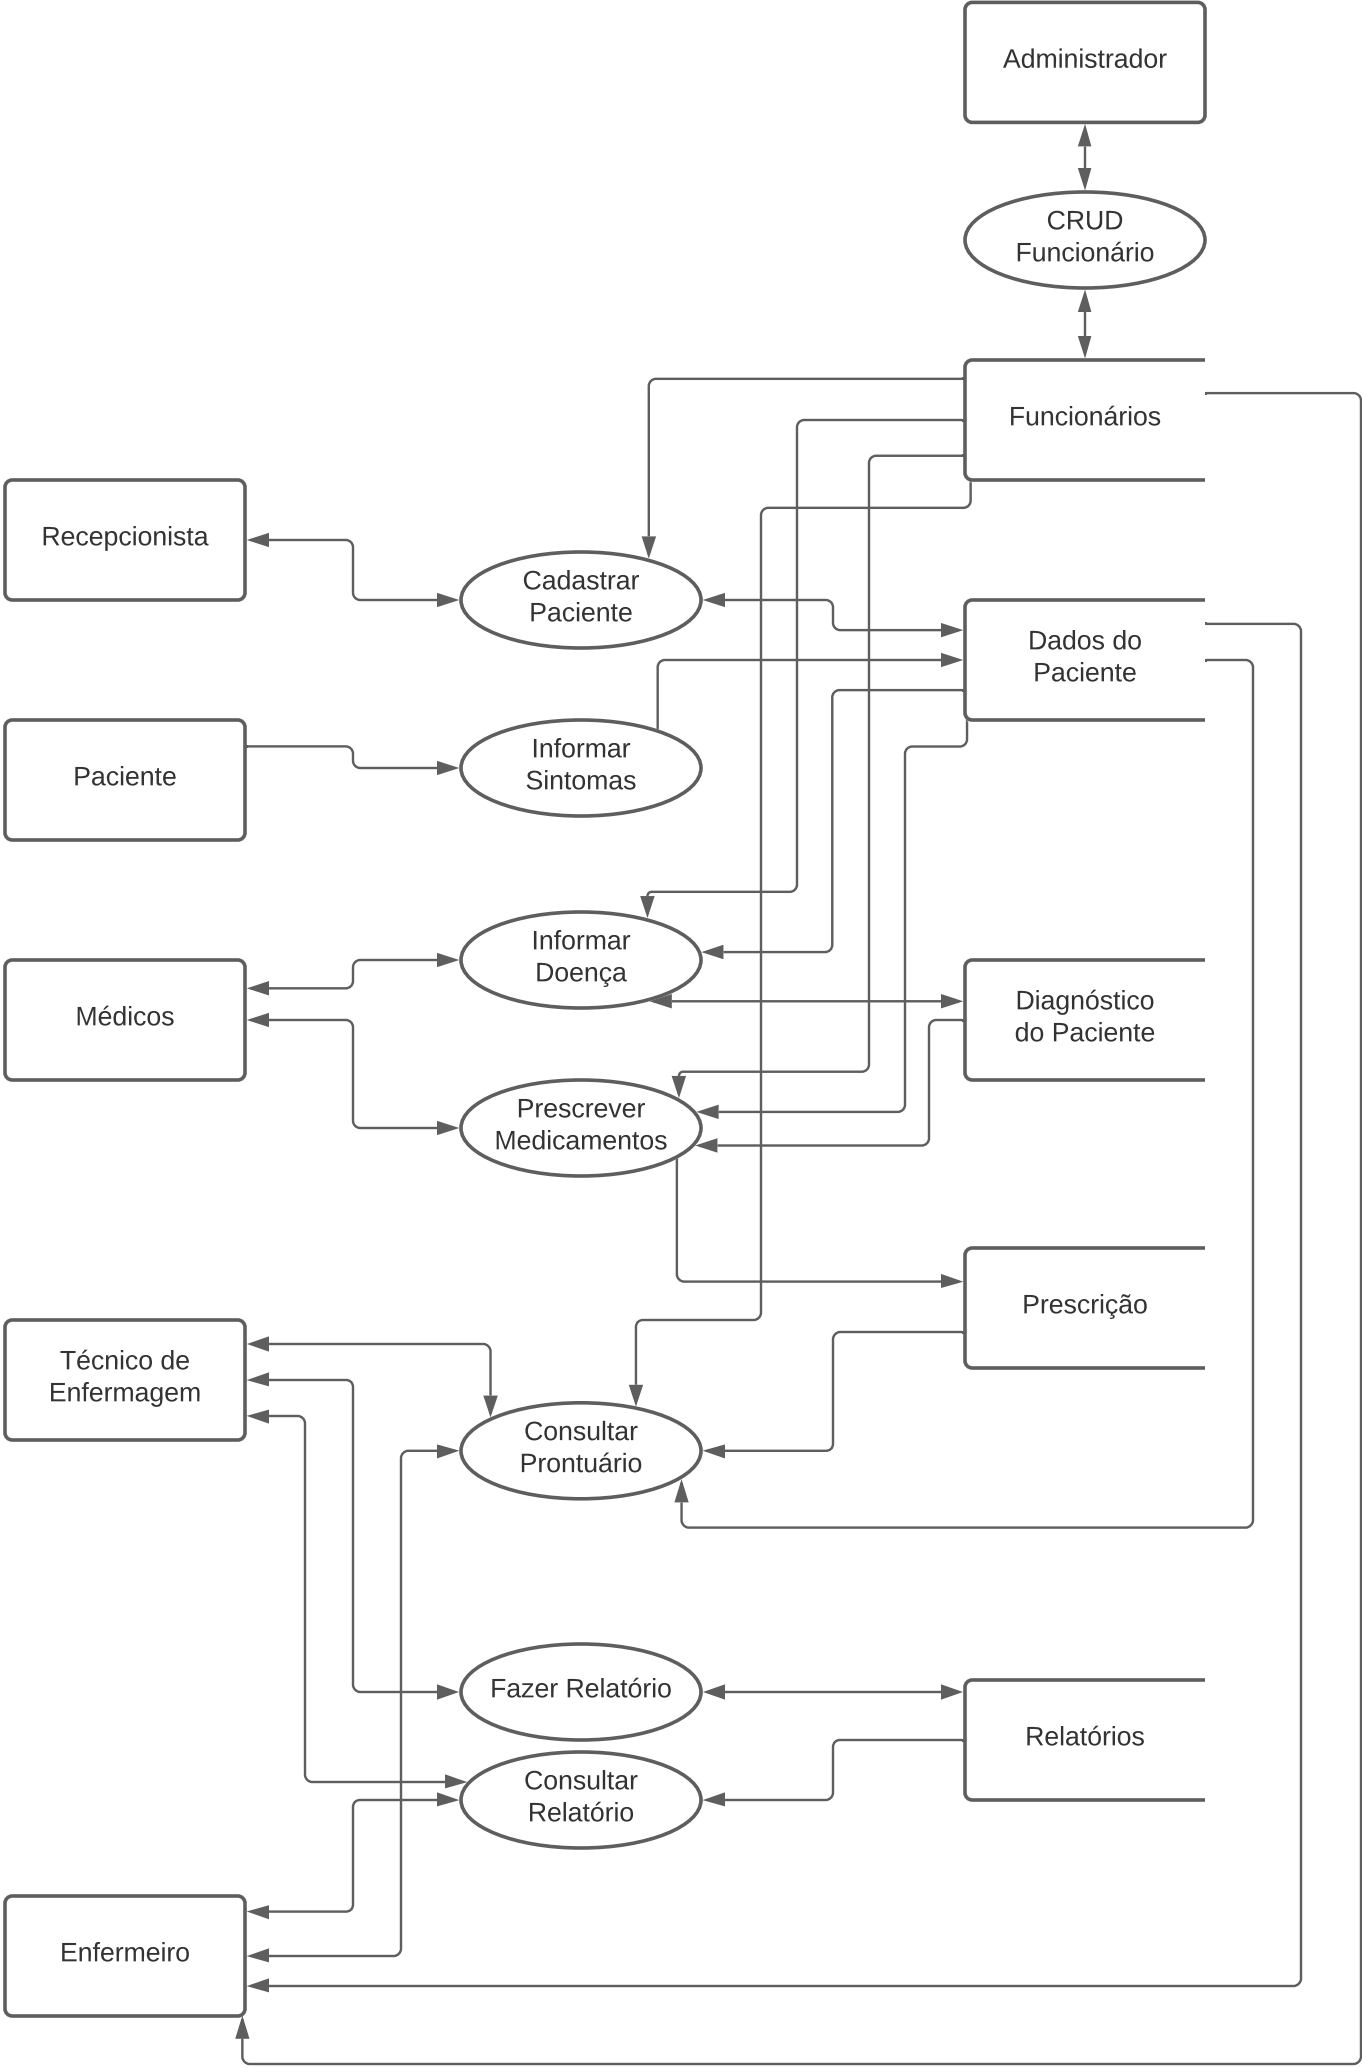 Administrador
CRUD
Funcionário
Funcionários
Recepcionista
Cadastrar
Paciente
Dados do
Paciente
Paciente
Informar
Sintomas
Médicos
Informar
Doença
Diagnóstico
do Paciente
Prescrever
Medicamentos
Prescrição
Técnico de
Enfermagem
Consultar
Prontuário
Fazer Relatório
Relatórios
Consultar
Relatório
Enfermeiro